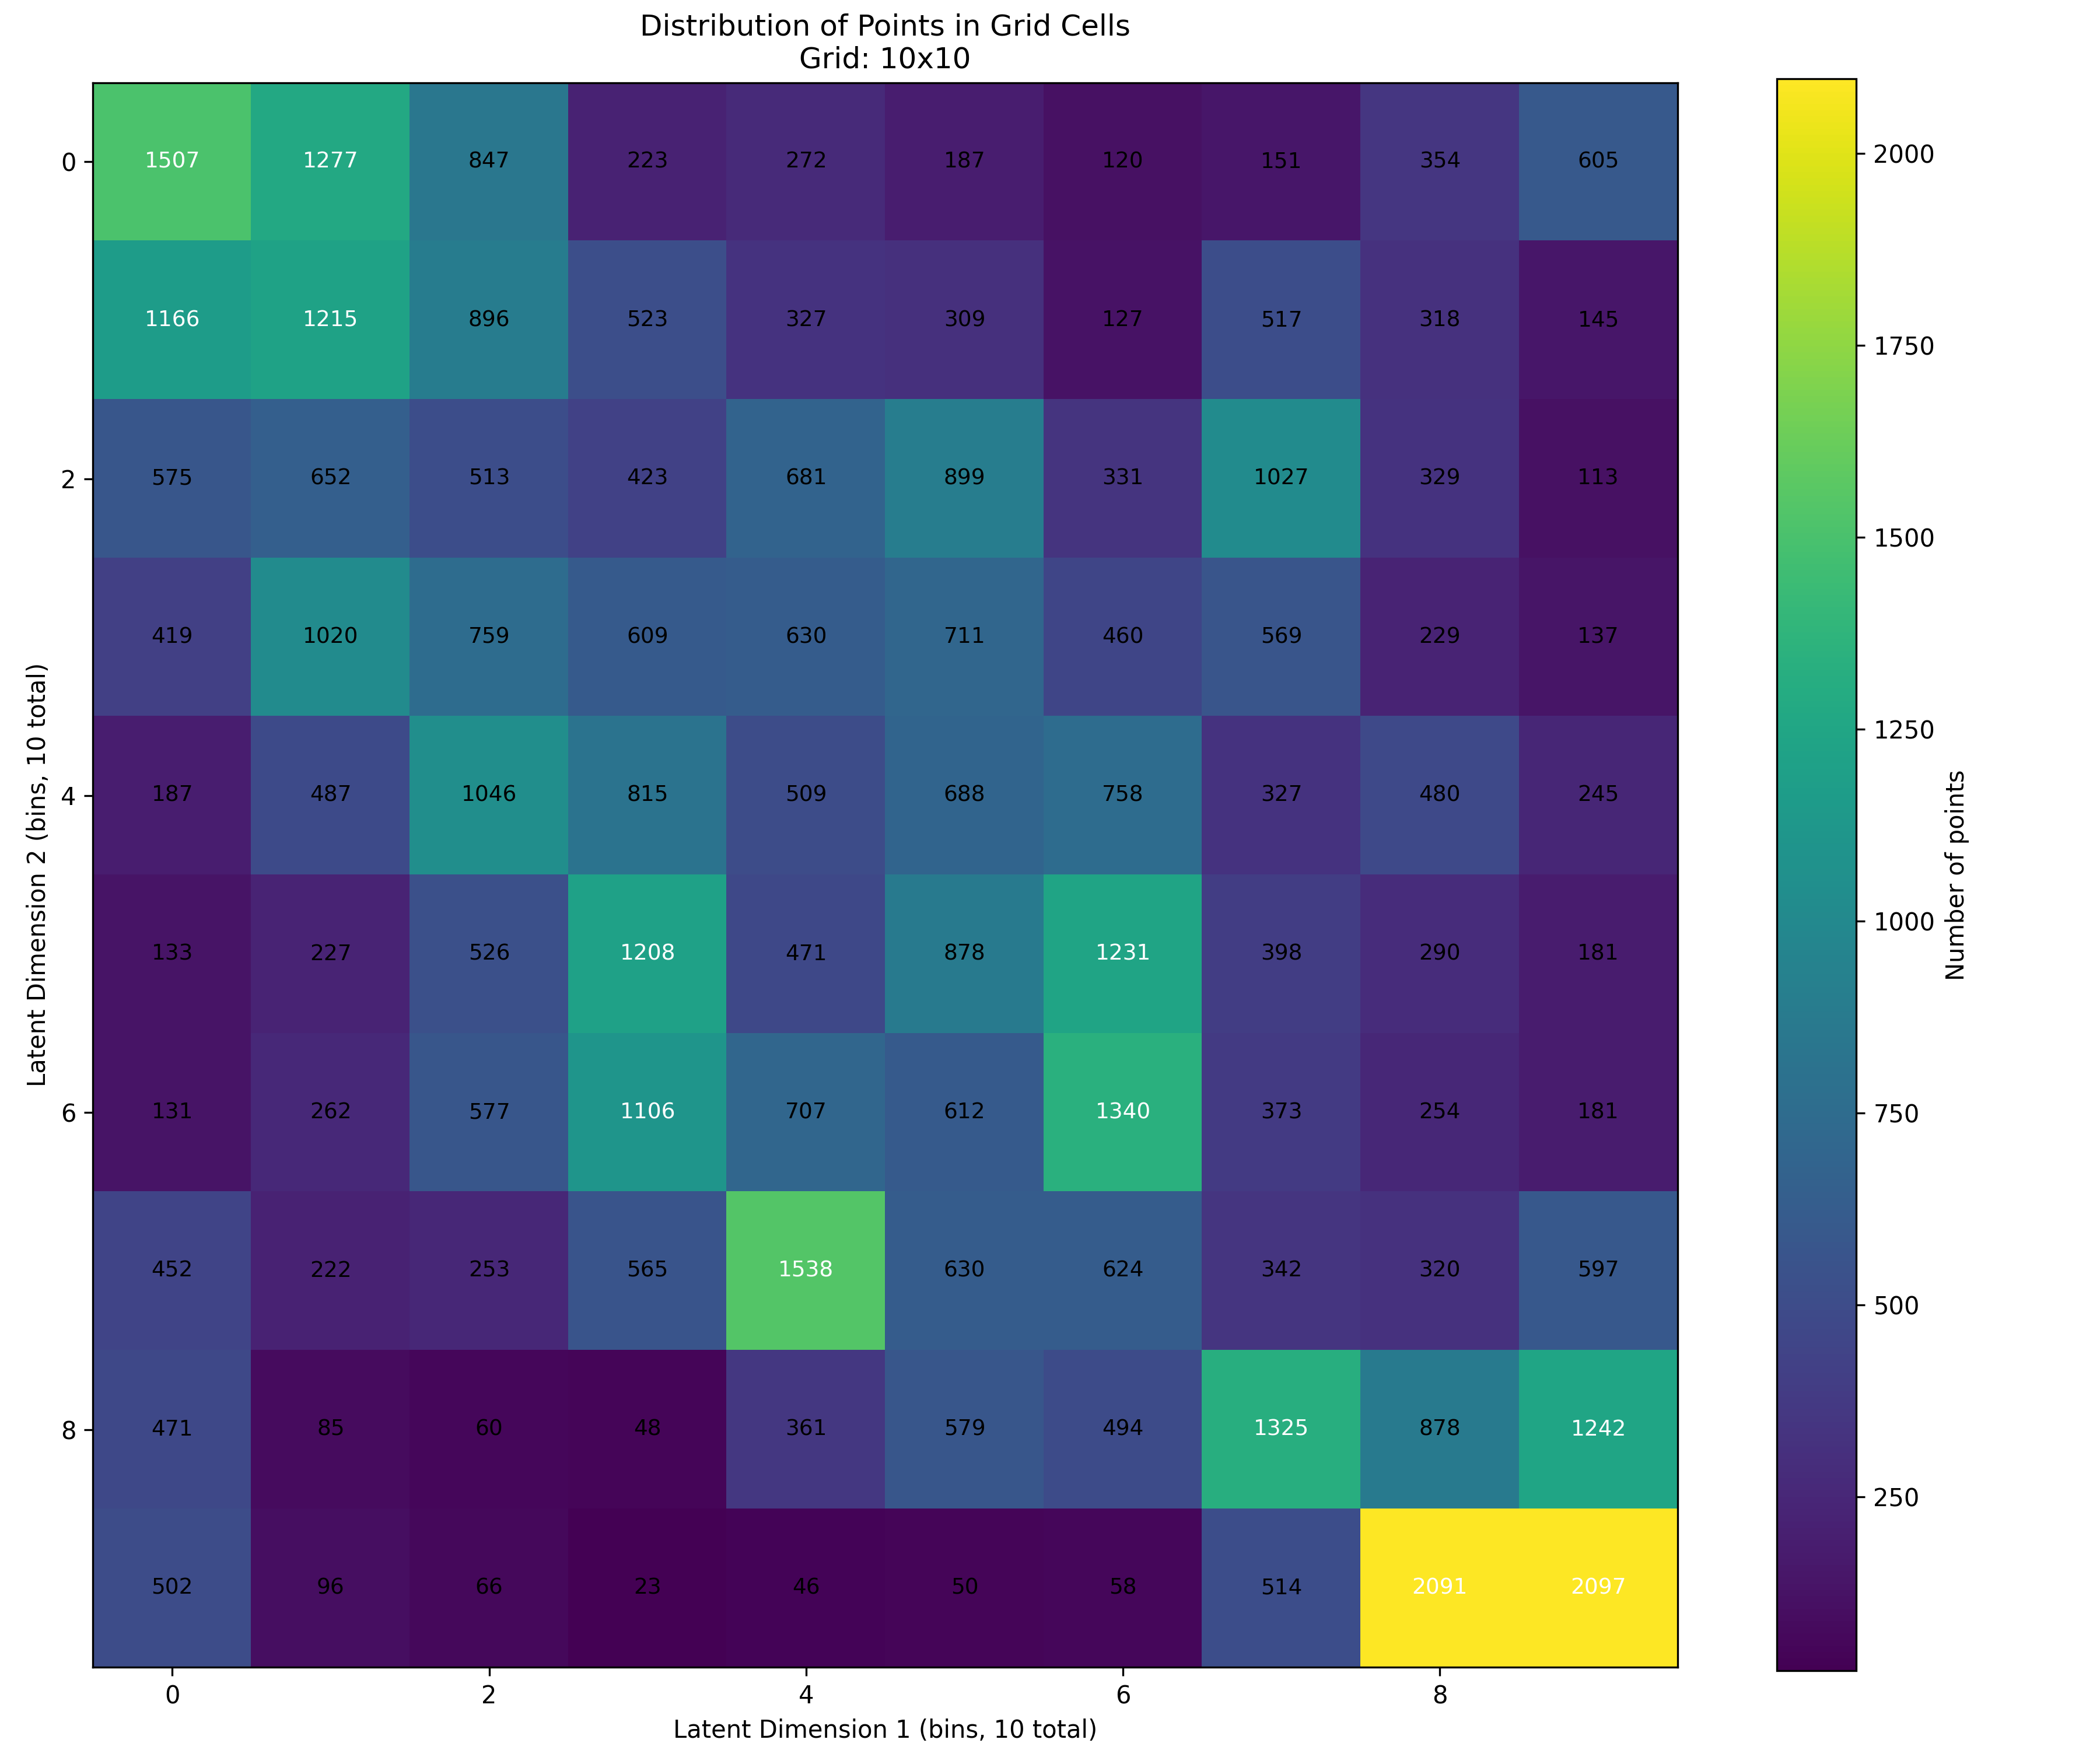 Distribution of Points in Grid Cells
Grid: 10x10
0 1507 1277 847 223 272 187 120 151 354 605
1166 1215 896 523 327 309 127 517 318 145
2 575 652 513 423 681 899 331 1027 329 113
419 1020 759 609 630 711 460 569 229 137
4 187 487 1046 815 509 688 758 327 480 245
133 227 526 1208 471 878 1231 398 290 181
6 131 262 577 1106 707 612 1340 373 254 181
452 222 253 565 1538 630 624 342 320 597
8 471 85 60 48 361 579 494 1325 878 1242
502 96 66 23 46 50 58 514 2091 2097
0 2 4 6 8
Latent Dimension 1 (bins, 10 total)
Latent Dimension 2 (bins, 10 total)
2000
1750
1500
1250
1000
750
500
250
Number of points